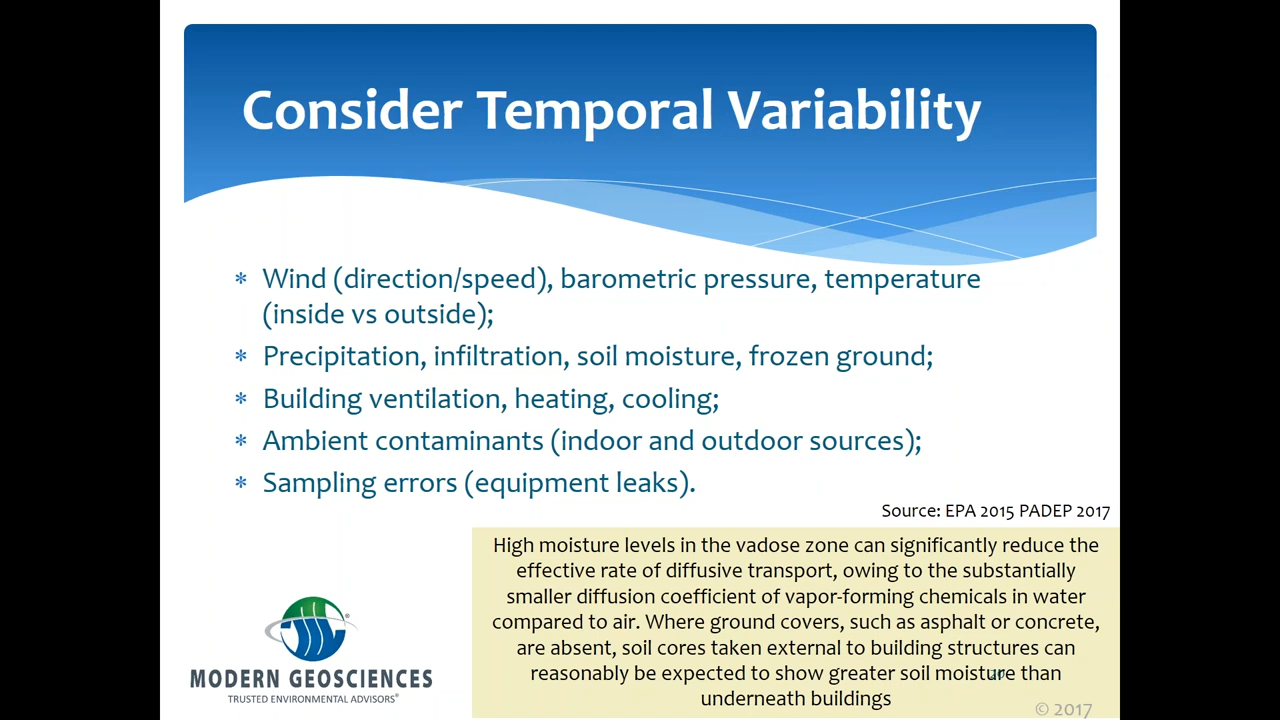 Consider Temporal Variability
* Wind (direction/speed), barometric pressure, temperature
(inside vs outside);
* Precipitation, infiltration, soil moisture, frozen ground;
* Building ventilation, heating, cooling;
* Ambient contaminants (indoor and outdoor sources);
* Sampling errors (equipment leaks).
Source: EPA 2015 PADEP 2017
High moisture levels in the vadose zone can significantly reduce the
effective rate of diffusive transport, owing to the substantially
smaller diffusion coefficient of vapor-forming chemicals in water
compared to air. Where ground covers, such as asphalt or concrete,
are absent, soil cores taken external to building structures can
reasonably be expected to show greater soil moisture than
underneath buildings
MODERN GEOSCIENCES
TRUSTED ENVIRONMENTAL ADVISORS®
© 2017